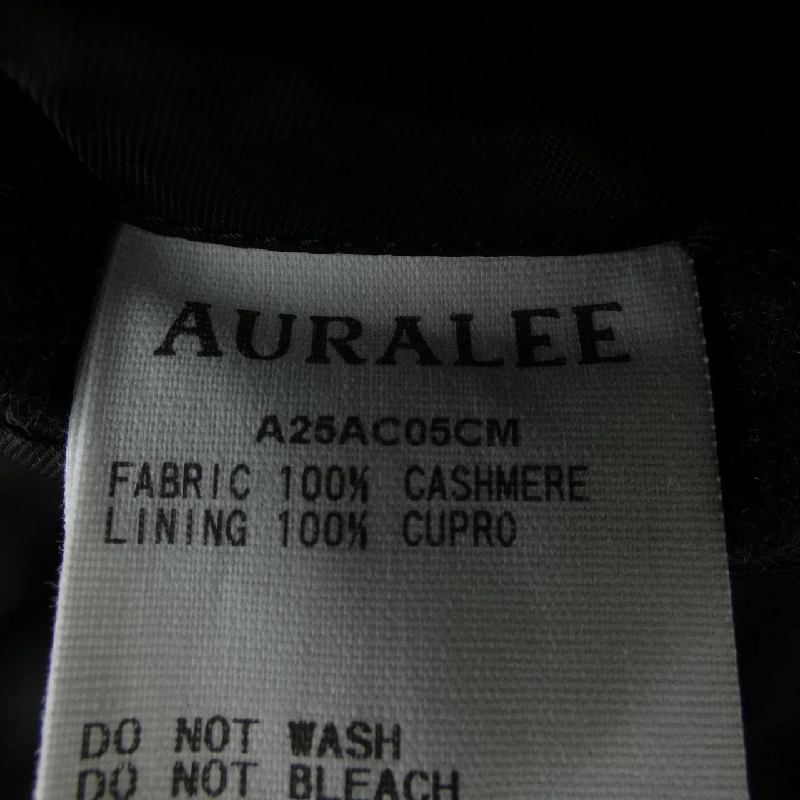 AURALEE
A25AC05CM
FABRIC 100% CASHMERE
LINING 100% CUPRO
DO NOT WASH
DO NOT BLEACH